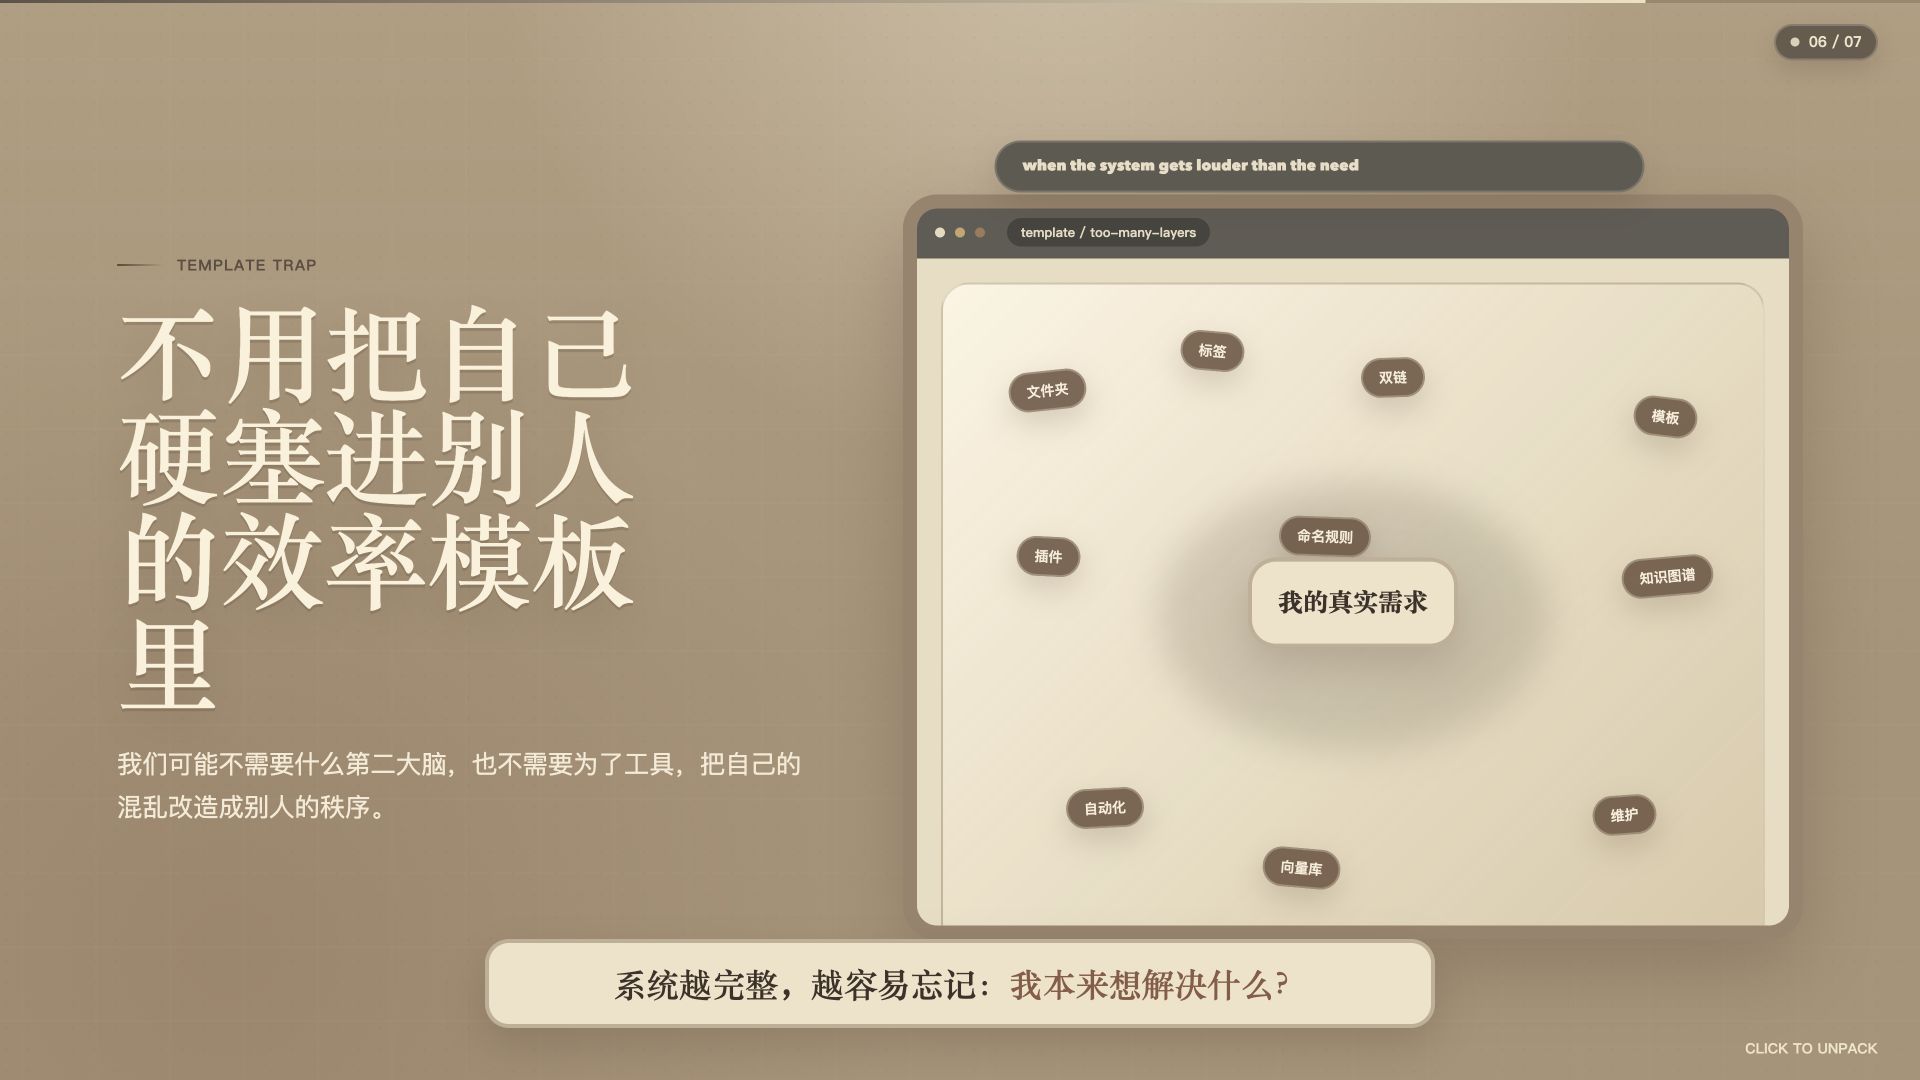 06 / 07
TEMPLATE TRAP
不用把自己
硬塞进别人
的效率模板
里
我们可能不需要什么第二大脑，也不需要为了工具，把自己的
混乱改造成别人的秩序。
when the system gets louder than the need
template / too-many-layers
标签
双链
文件夹
模板
命名规则
插件
知识图谱
我的真实需求
自动化
维护
向量库
系统越完整，越容易忘记：我本来想解决什么？
CLICK TO UNPACK